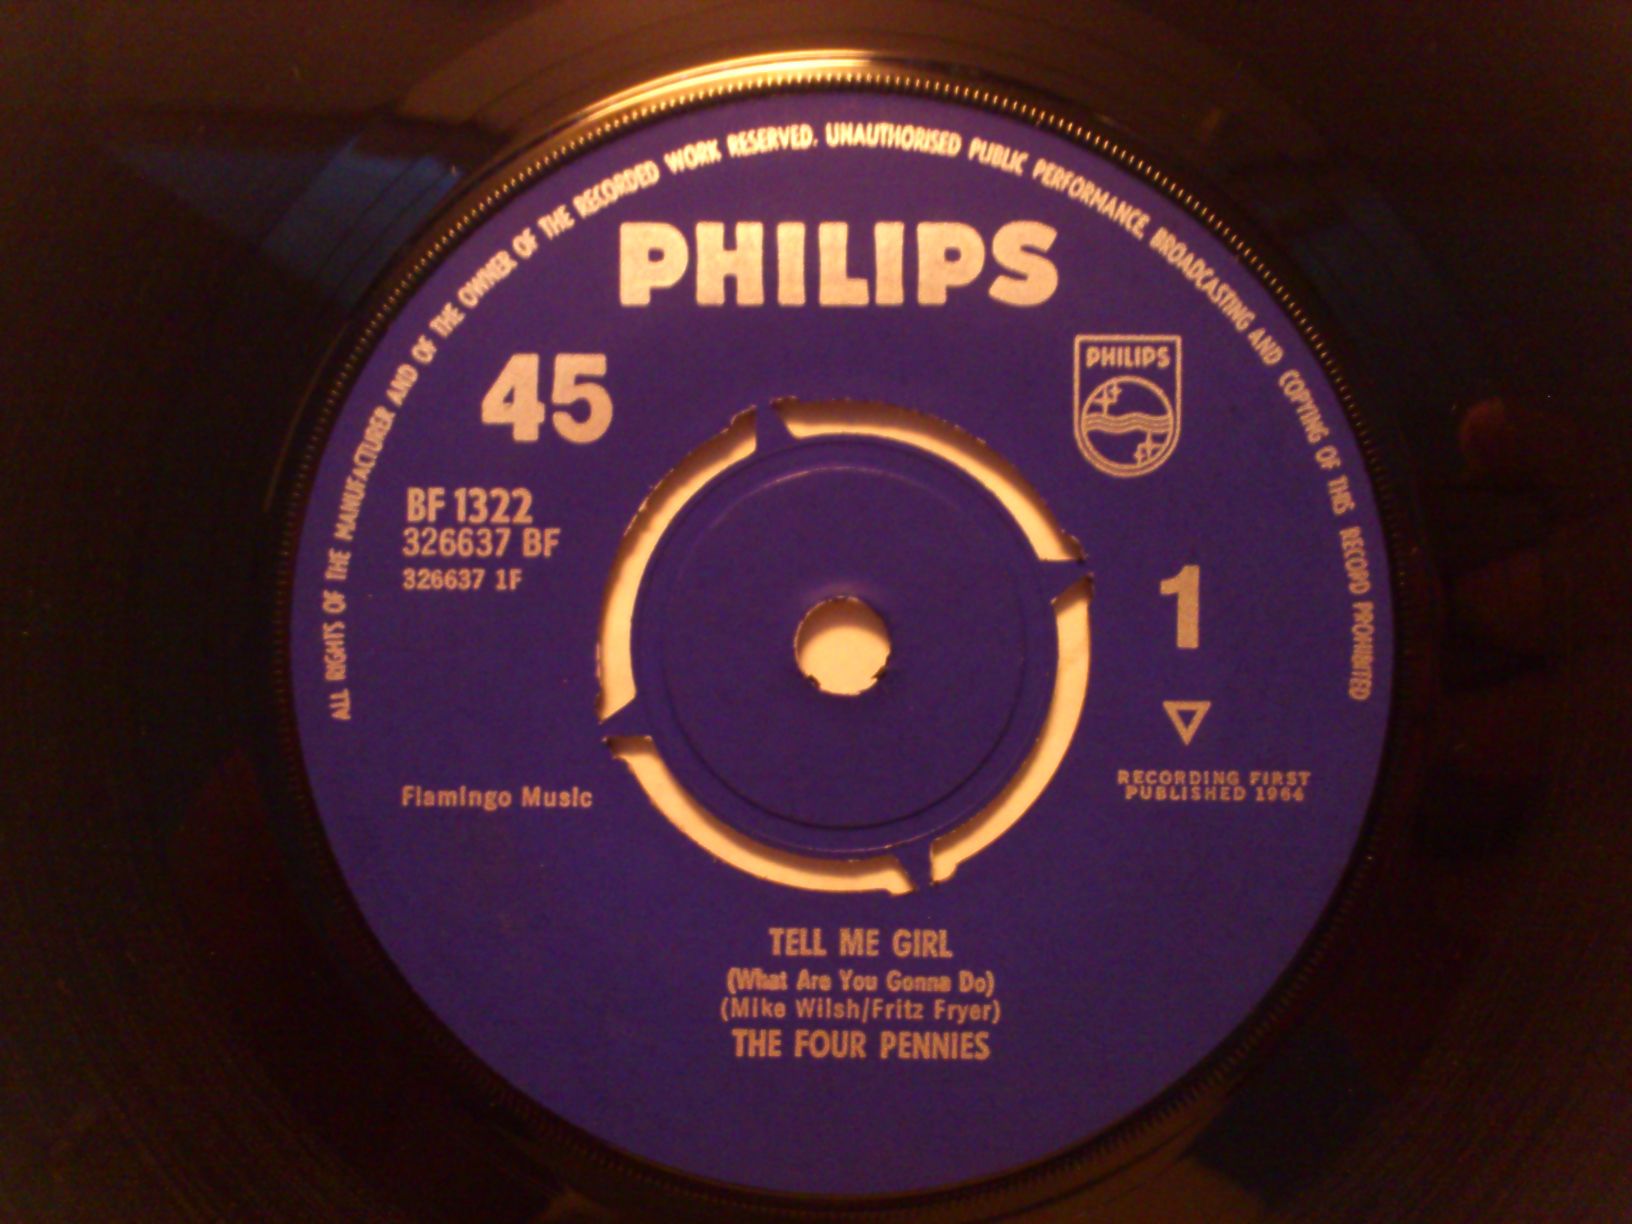 ALL RIGHTS OF THE MANUFACTURER AND OF THE OWNER OF THE RECORDED WORK RESERVED. UNAUTHORISED PUBLIC PERFORMANCE, BROADCASTING AND COPYING OF THIS RECORD PROHIBITED
PHILIPS
PHILIPS
45
BF 1322
326637 BF
326637 1F
1
Flamingo Music
RECORDING FIRST
PUBLISHED 1964
TELL ME GIRL
(What Are You Gonna Do)
(Mike Wilsh/Fritz Fryer)
THE FOUR PENNIES